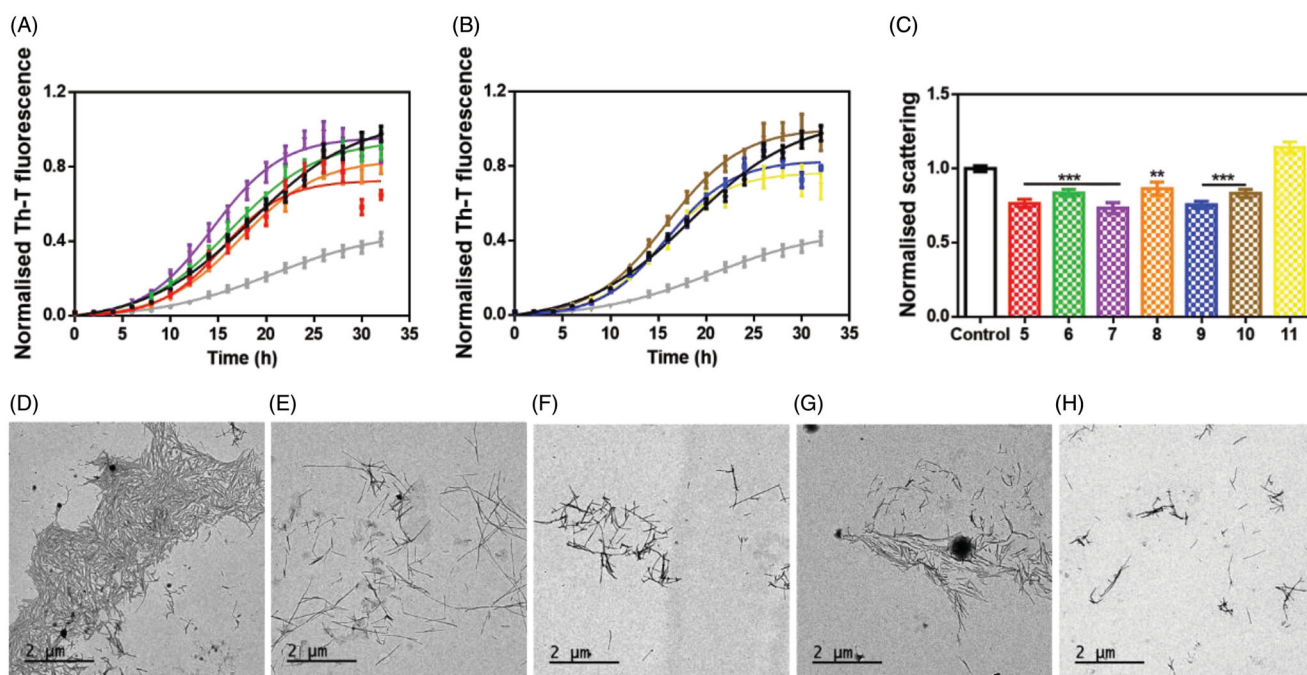 (A)
Normalised Th-T fluorescence
1.2
0.8
0.4
0.0
0 5 10 15 20 25 30 35
Time (h)
(B)
Normalised Th-T fluorescence
1.2
0.8
0.4
0.0
0 5 10 15 20 25 30 35
Time (h)
(C)
Normalised scattering
1.5
1.0
0.5
0.0
*** ** ***
Control 5 6 7 8 9 10 11
(D) (E) (F) (G) (H)
2 µm 2 µm 2 µm 2 µm 2 µm